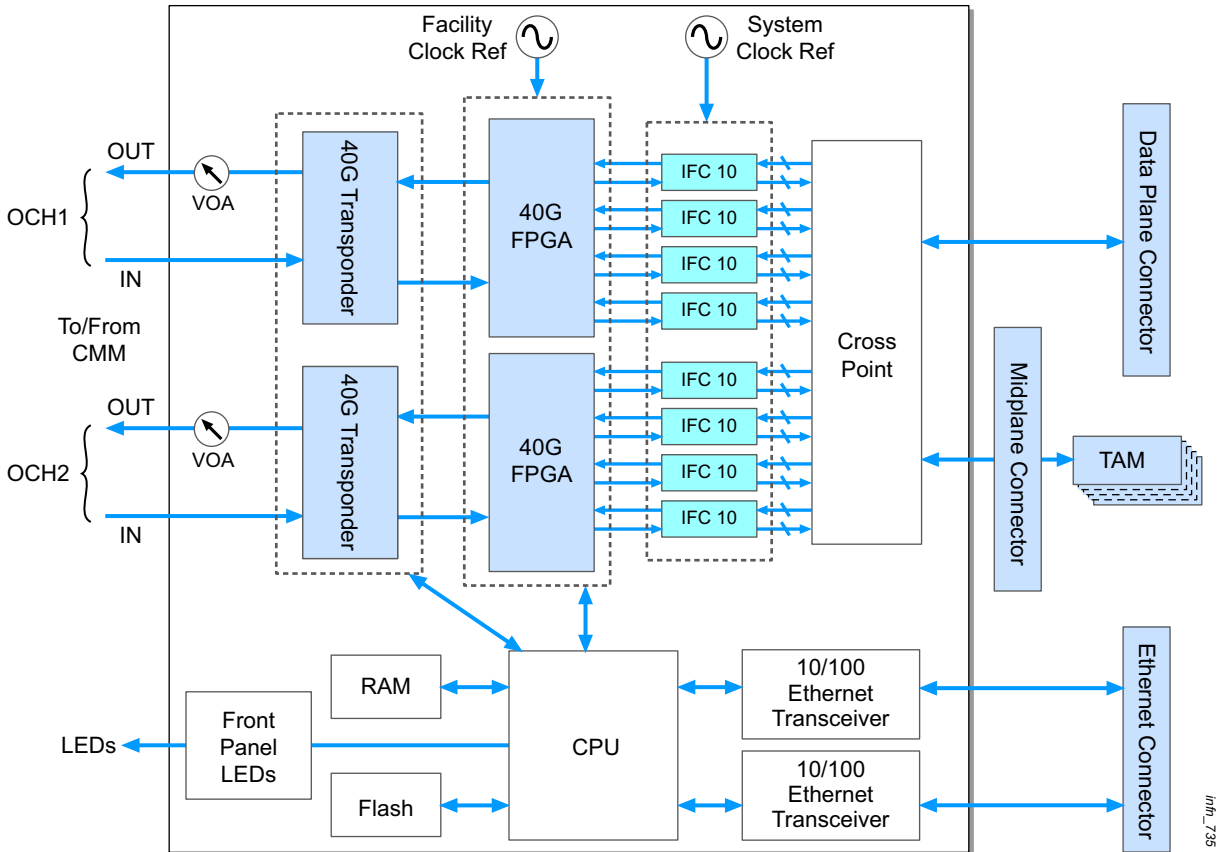 Facility
Clock Ref
System
Clock Ref
OUT
VOA
OCH1
IN
To/From
CMM
OUT
VOA
OCH2
IN
40G Transponder
40G Transponder
40G
FPGA
40G
FPGA
IFC 10
IFC 10
IFC 10
IFC 10
IFC 10
IFC 10
IFC 10
IFC 10
Cross
Point
Data Plane Connector
Midplane Connector
TAM
RAM
Front
Panel
LEDs
LEDs
Flash
CPU
10/100
Ethernet
Transceiver
10/100
Ethernet
Transceiver
Ethernet Connector
infn_735